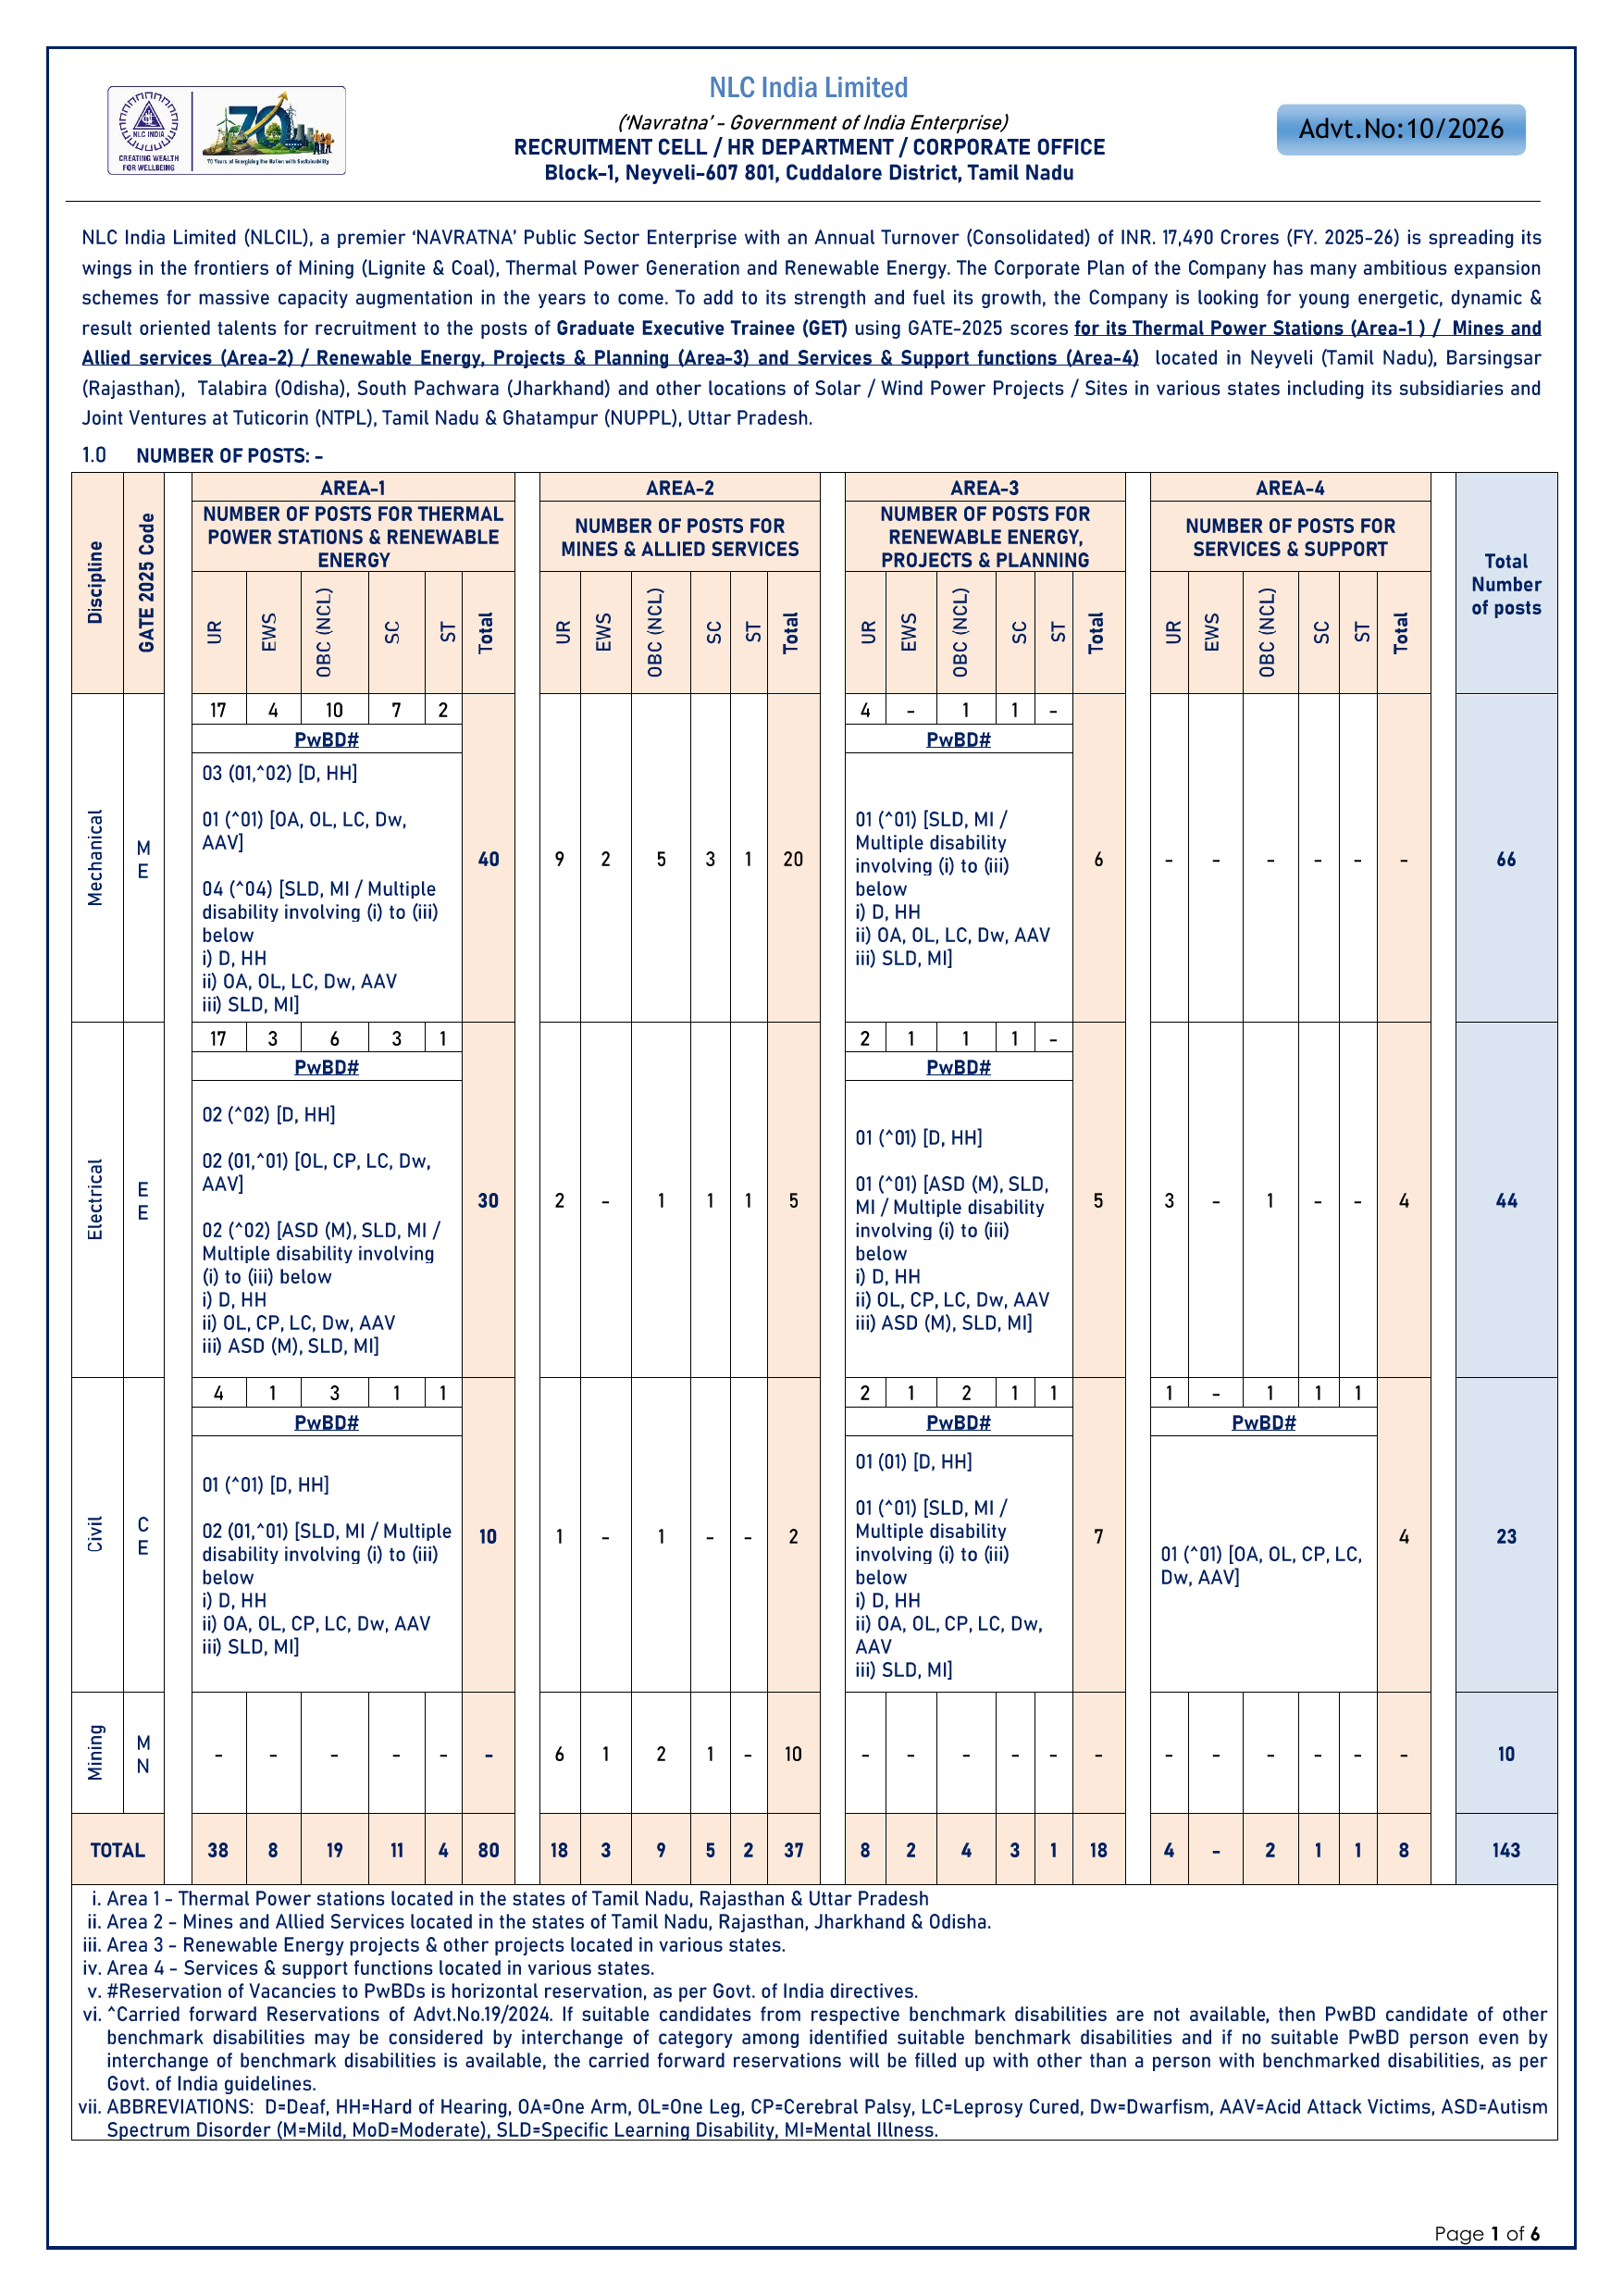 NLC INDIA
CREATING WEALTH
FOR WELLBEING
70
70 Years of Energizing the Nation with Sustainability
NLC India Limited
('Navratna' - Government of India Enterprise)
RECRUITMENT CELL / HR DEPARTMENT / CORPORATE OFFICE
Block-1, Neyveli-607 801, Cuddalore District, Tamil Nadu
Advt.No:10/2026
NLC India Limited (NLCIL), a premier 'NAVRATNA' Public Sector Enterprise with an Annual Turnover (Consolidated) of INR. 17,490 Crores (FY. 2025-26) is spreading its
wings in the frontiers of Mining (Lignite & Coal), Thermal Power Generation and Renewable Energy. The Corporate Plan of the Company has many ambitious expansion
schemes for massive capacity augmentation in the years to come. To add to its strength and fuel its growth, the Company is looking for young energetic, dynamic &
result oriented talents for recruitment to the posts of Graduate Executive Trainee (GET) using GATE-2025 scores for its Thermal Power Stations (Area-1 ) / Mines and
Allied services (Area-2) / Renewable Energy, Projects & Planning (Area-3) and Services & Support functions (Area-4) located in Neyveli (Tamil Nadu), Barsingsar
(Rajasthan), Talabira (Odisha), South Pachwara (Jharkhand) and other locations of Solar / Wind Power Projects / Sites in various states including its subsidiaries and
Joint Ventures at Tuticorin (NTPL), Tamil Nadu & Ghatampur (NUPPL), Uttar Pradesh.
1.0 NUMBER OF POSTS: -
Discipline
GATE 2025 Code
AREA-1
NUMBER OF POSTS FOR THERMAL
POWER STATIONS & RENEWABLE
ENERGY
AREA-2
NUMBER OF POSTS FOR
MINES & ALLIED SERVICES
AREA-3
NUMBER OF POSTS FOR
RENEWABLE ENERGY,
PROJECTS & PLANNING
AREA-4
NUMBER OF POSTS FOR
SERVICES & SUPPORT
Total
Number
of posts
UR EWS OBC (NCL) SC ST Total
UR EWS OBC (NCL) SC ST Total
UR EWS OBC (NCL) SC ST Total
UR EWS OBC (NCL) SC ST Total
Mechanical
M
E
17 4 10 7 2
PwBD#
03 (01,^02) [D, HH]
01 (^01) [OA, OL, LC, Dw,
AAV]
04 (^04) [SLD, MI / Multiple
disability involving (i) to (iii)
below
i) D, HH
ii) OA, OL, LC, Dw, AAV
iii) SLD, MI]
40
9 2 5 3 1 20
4 - 1 1 -
PwBD#
01 (^01) [SLD, MI /
Multiple disability
involving (i) to (iii)
below
i) D, HH
ii) OA, OL, LC, Dw, AAV
iii) SLD, MI]
6
- - - - - -
66
Electrical
E
E
17 3 6 3 1
PwBD#
02 (^02) [D, HH]
02 (01,^01) [OL, CP, LC, Dw,
AAV]
02 (^02) [ASD (M), SLD, MI /
Multiple disability involving
(i) to (iii) below
i) D, HH
ii) OL, CP, LC, Dw, AAV
iii) ASD (M), SLD, MI]
30
2 - 1 1 1 5
2 1 1 1 -
PwBD#
01 (^01) [D, HH]
01 (^01) [ASD (M), SLD,
MI / Multiple disability
involving (i) to (iii)
below
i) D, HH
ii) OL, CP, LC, Dw, AAV
iii) ASD (M), SLD, MI]
5
3 - 1 - - 4
44
Civil
C
E
4 1 3 1 1
PwBD#
01 (^01) [D, HH]
02 (01,^01) [SLD, MI / Multiple
disability involving (i) to (iii)
below
i) D, HH
ii) OA, OL, CP, LC, Dw, AAV
iii) SLD, MI]
10
1 - 1 - - 2
2 1 2 1 1
PwBD#
01 (01) [D, HH]
01 (^01) [SLD, MI /
Multiple disability
involving (i) to (iii)
below
i) D, HH
ii) OA, OL, CP, LC, Dw,
AAV
iii) SLD, MI]
7
1 - 1 1 1
PwBD#
01 (^01) [OA, OL, CP, LC,
Dw, AAV]
4
23
Mining
M
N
- - - - - -
6 1 2 1 - 10
- - - - - -
- - - - - -
10
TOTAL 38 8 19 11 4 80 18 3 9 5 2 37 8 2 4 3 1 18 4 - 2 1 1 8 143
i. Area 1 - Thermal Power stations located in the states of Tamil Nadu, Rajasthan & Uttar Pradesh
ii. Area 2 - Mines and Allied Services located in the states of Tamil Nadu, Rajasthan, Jharkhand & Odisha.
iii. Area 3 - Renewable Energy projects & other projects located in various states.
iv. Area 4 - Services & support functions located in various states.
v. #Reservation of Vacancies to PwBDs is horizontal reservation, as per Govt. of India directives.
vi. ^Carried forward Reservations of Advt.No.19/2024. If suitable candidates from respective benchmark disabilities are not available, then PwBD candidate of other
benchmark disabilities may be considered by interchange of category among identified suitable benchmark disabilities and if no suitable PwBD person even by
interchange of benchmark disabilities is available, the carried forward reservations will be filled up with other than a person with benchmarked disabilities, as per
Govt. of India guidelines.
vii. ABBREVIATIONS: D=Deaf, HH=Hard of Hearing, OA=One Arm, OL=One Leg, CP=Cerebral Palsy, LC=Leprosy Cured, Dw=Dwarfism, AAV=Acid Attack Victims, ASD=Autism
Spectrum Disorder (M=Mild, MoD=Moderate), SLD=Specific Learning Disability, MI=Mental Illness.
Page 1 of 6